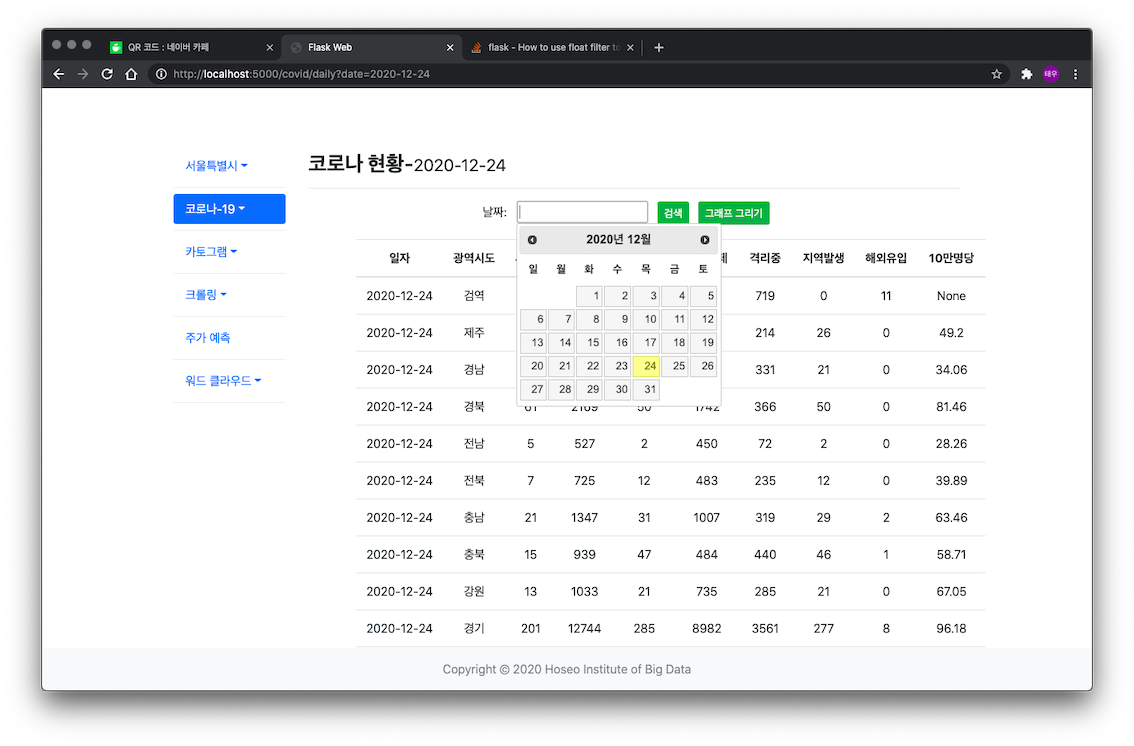 QR 코드 : 네이버 카페
Flask Web
flask - How to use float filter to
http://localhost:5000/covid/daily?date=2020-12-24
태우
서울특별시
코로나-19
카토그램
크롤링
주가 예측
워드 클라우드
코로나 현황-2020-12-24
날짜: 검색 그래프 그리기
2020년 12월
일 월 화 수 목 금 토
1 2 3 4 5
6 7 8 9 10 11 12
13 14 15 16 17 18 19
20 21 22 23 24 25 26
27 28 29 30 31
일자 광역시도 격리중 지역발생 해외유입 10만명당
2020-12-24 검역 719 0 11 None
2020-12-24 제주 214 26 0 49.2
2020-12-24 경남 331 21 0 34.06
2020-12-24 경북 61 2169 50 1742 366 50 0 81.46
2020-12-24 전남 5 527 2 450 72 2 0 28.26
2020-12-24 전북 7 725 12 483 235 12 0 39.89
2020-12-24 충남 21 1347 31 1007 319 29 2 63.46
2020-12-24 충북 15 939 47 484 440 46 1 58.71
2020-12-24 강원 13 1033 21 735 285 21 0 67.05
2020-12-24 경기 201 12744 285 8982 3561 277 8 96.18
Copyright © 2020 Hoseo Institute of Big Data